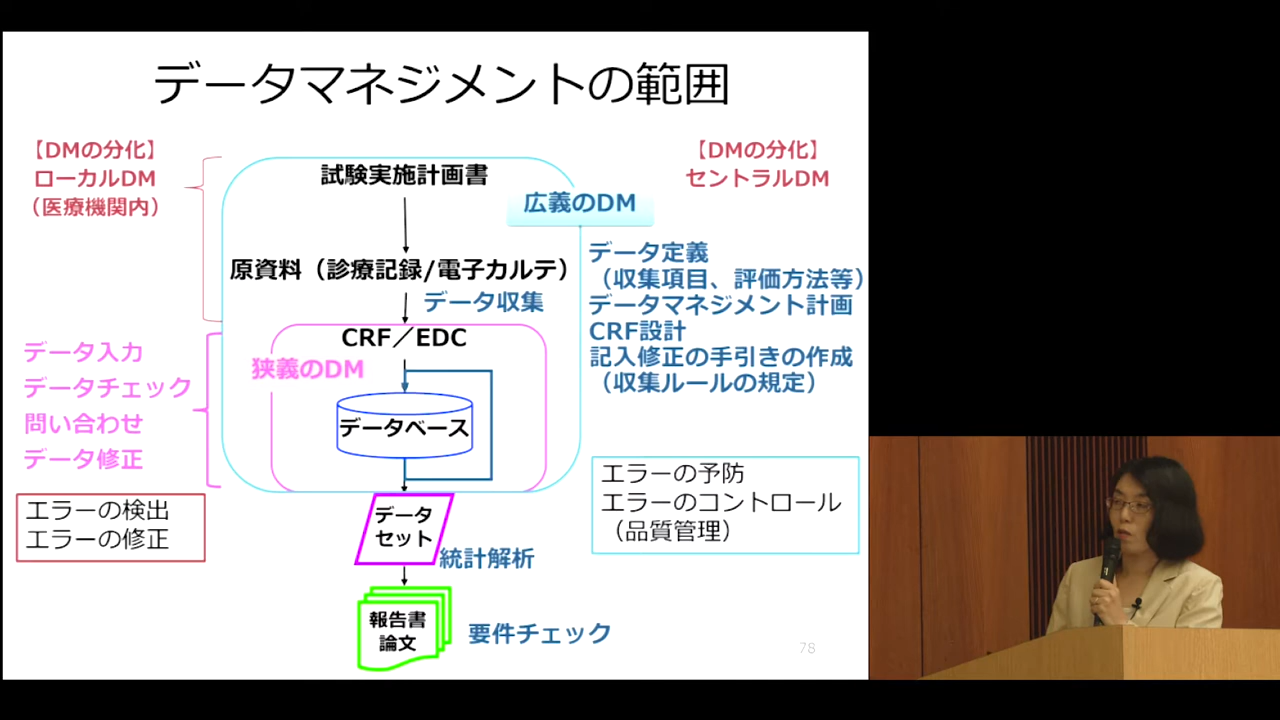 データマネジメントの範囲
【DMの分化】
ローカルDM
（医療機関内）
【DMの分化】
セントラルDM
試験実施計画書
広義のDM
原資料（診療記録/電子カルテ）
データ収集
データ定義
（収集項目、評価方法等）
データマネジメント計画
CRF設計
記入修正の手引きの作成
（収集ルールの規定）
CRF／EDC
狭義のDM
データベース
データ入力
データチェック
問い合わせ
データ修正
エラーの検出
エラーの修正
エラーの予防
エラーのコントロール
（品質管理）
データ
セット
統計解析
報告書
論文
要件チェック
78